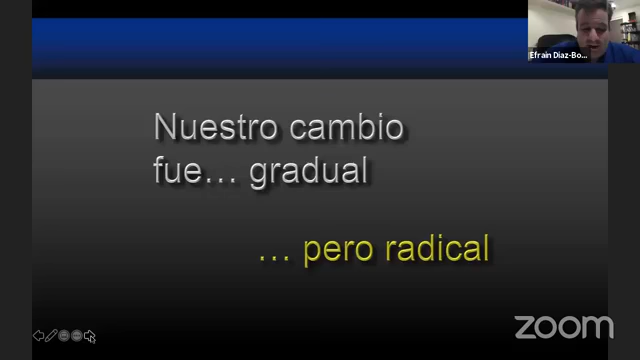 Efrain Diaz-Bo...
Nuestro cambio
fue... gradual
... pero radical
zoom